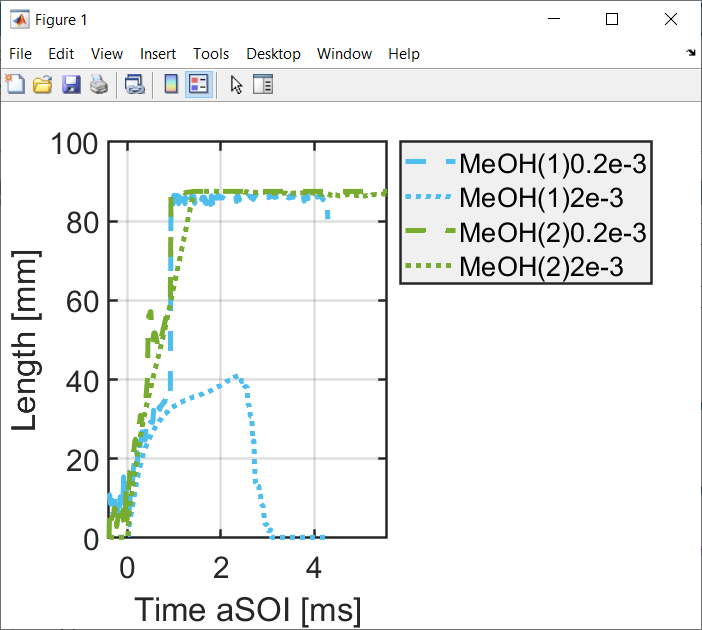 Figure 1
File Edit View Insert Tools Desktop Window Help
MeOH(1)0.2e-3
MeOH(1)2e-3
MeOH(2)0.2e-3
MeOH(2)2e-3
100
80
60
40
20
0
Length [mm]
0 2 4
Time aSOI [ms]